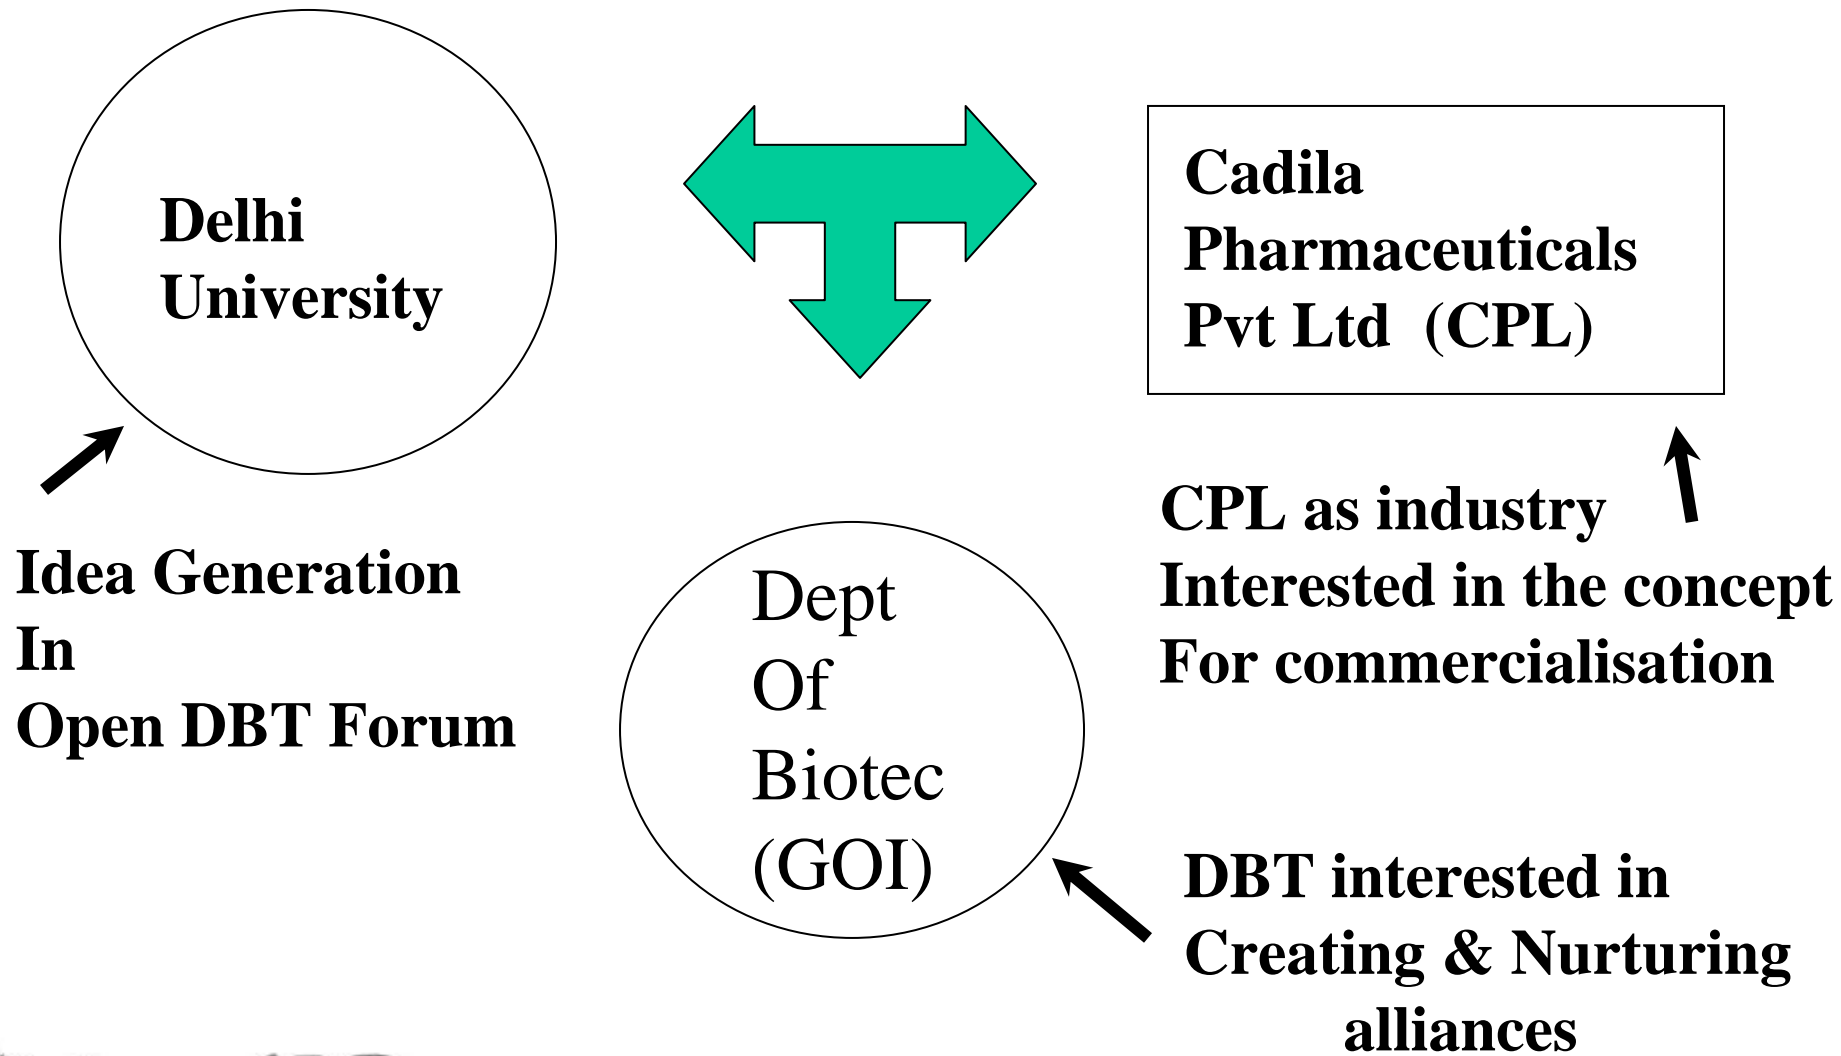 Delhi
University
Cadila
Pharmaceuticals
Pvt Ltd (CPL)
Idea Generation
In
Open DBT Forum
CPL as industry
Interested in the concept
For commercialisation
Dept
Of
Biotec
(GOI)
DBT interested in
Creating & Nurturing
alliances